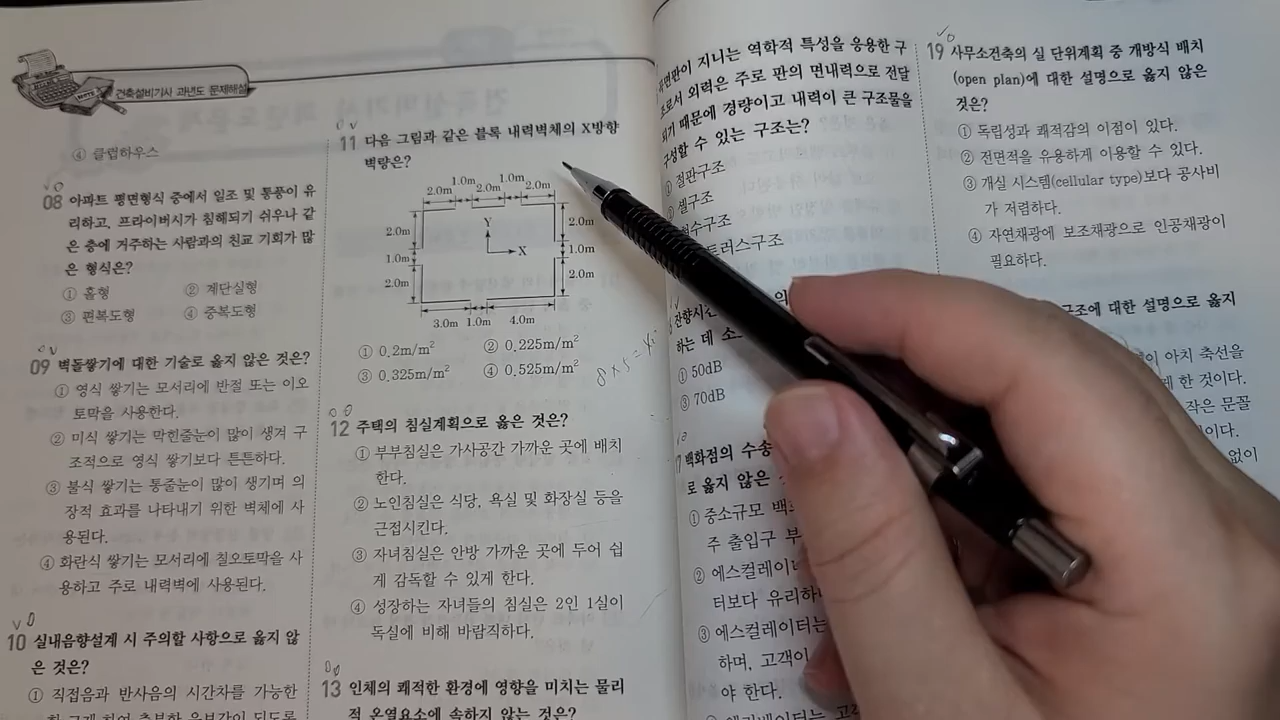 건축설비기사 과년도 문제해설
④ 클럽하우스
08 아파트 평면형식 중에서 일조 및 통풍이 유
리하고, 프라이버시가 침해되기 쉬우나 같
은 층에 거주하는 사람과의 친교 기회가 많
은 형식은?
① 홀형 ② 계단실형
③ 편복도형 ④ 중복도형
09 벽돌쌓기에 대한 기술로 옳지 않은 것은?
① 영식 쌓기는 모서리에 반절 또는 이오
토막을 사용한다.
② 미식 쌓기는 막힌줄눈이 많이 생겨 구
조적으로 영식 쌓기보다 튼튼하다.
③ 불식 쌓기는 통줄눈이 많이 생기며 의
장적 효과를 나타내기 위한 벽체에 사
용된다.
④ 화란식 쌓기는 모서리에 칠오토막을 사
용하고 주로 내력벽에 사용된다.
10 실내음향설계 시 주의할 사항으로 옳지 않
은 것은?
① 직접음과 반사음의 시간차를 가능한
11 다음 그림과 같은 블록 내력벽체의 X방향
벽량은?
1.0m 1.0m
2.0m 2.0m 2.0m
2.0m Y 2.0m
1.0m X 1.0m
2.0m 2.0m
3.0m 1.0m 4.0m
① 0.2m/m² ② 0.225m/m²
③ 0.325m/m² ④ 0.525m/m²
8×5=
12 주택의 침실계획으로 옳은 것은?
① 부부침실은 가사공간 가까운 곳에 배치
한다.
② 노인침실은 식당, 욕실 및 화장실 등을
근접시킨다.
③ 자녀침실은 안방 가까운 곳에 두어 쉽
게 감독할 수 있게 한다.
④ 성장하는 자녀들의 침실은 2인 1실이
독실에 비해 바람직하다.
13 인체의 쾌적한 환경에 영향을 미치는 물리
적 온열요소에 속하지 않는 것은?
지니는 역학적 특성을 응용한 구
외력은 주로 판의 면내력으로 전달
되기 때문에 경량이고 내력이 큰 구조물을
구성할 수 있는 구조는?
① 절판구조
셸구조
현수구조
트러스구조
잔향시간
하는 데 소
① 50dB
③ 70dB
백화점의 수송
로 옳지 않은
① 중소규모
주 출입구
② 에스컬레이
터보다 유리하
③ 에스컬레이터는
하며, 고객이
야 한다.
19 사무소건축의 실 단위계획 중 개방식 배치
(open plan)에 대한 설명으로 옳지 않은
것은?
① 독립성과 쾌적감의 이점이 있다.
② 전면적을 유용하게 이용할 수 있다.
③ 개실 시스템(cellular type)보다 공사비
가 저렴하다.
④ 자연채광에 보조채광으로 인공채광이
필요하다.
구조에 대한 설명으로 옳지
아치 축선을
한 것이다.
작은 문꼴
없이